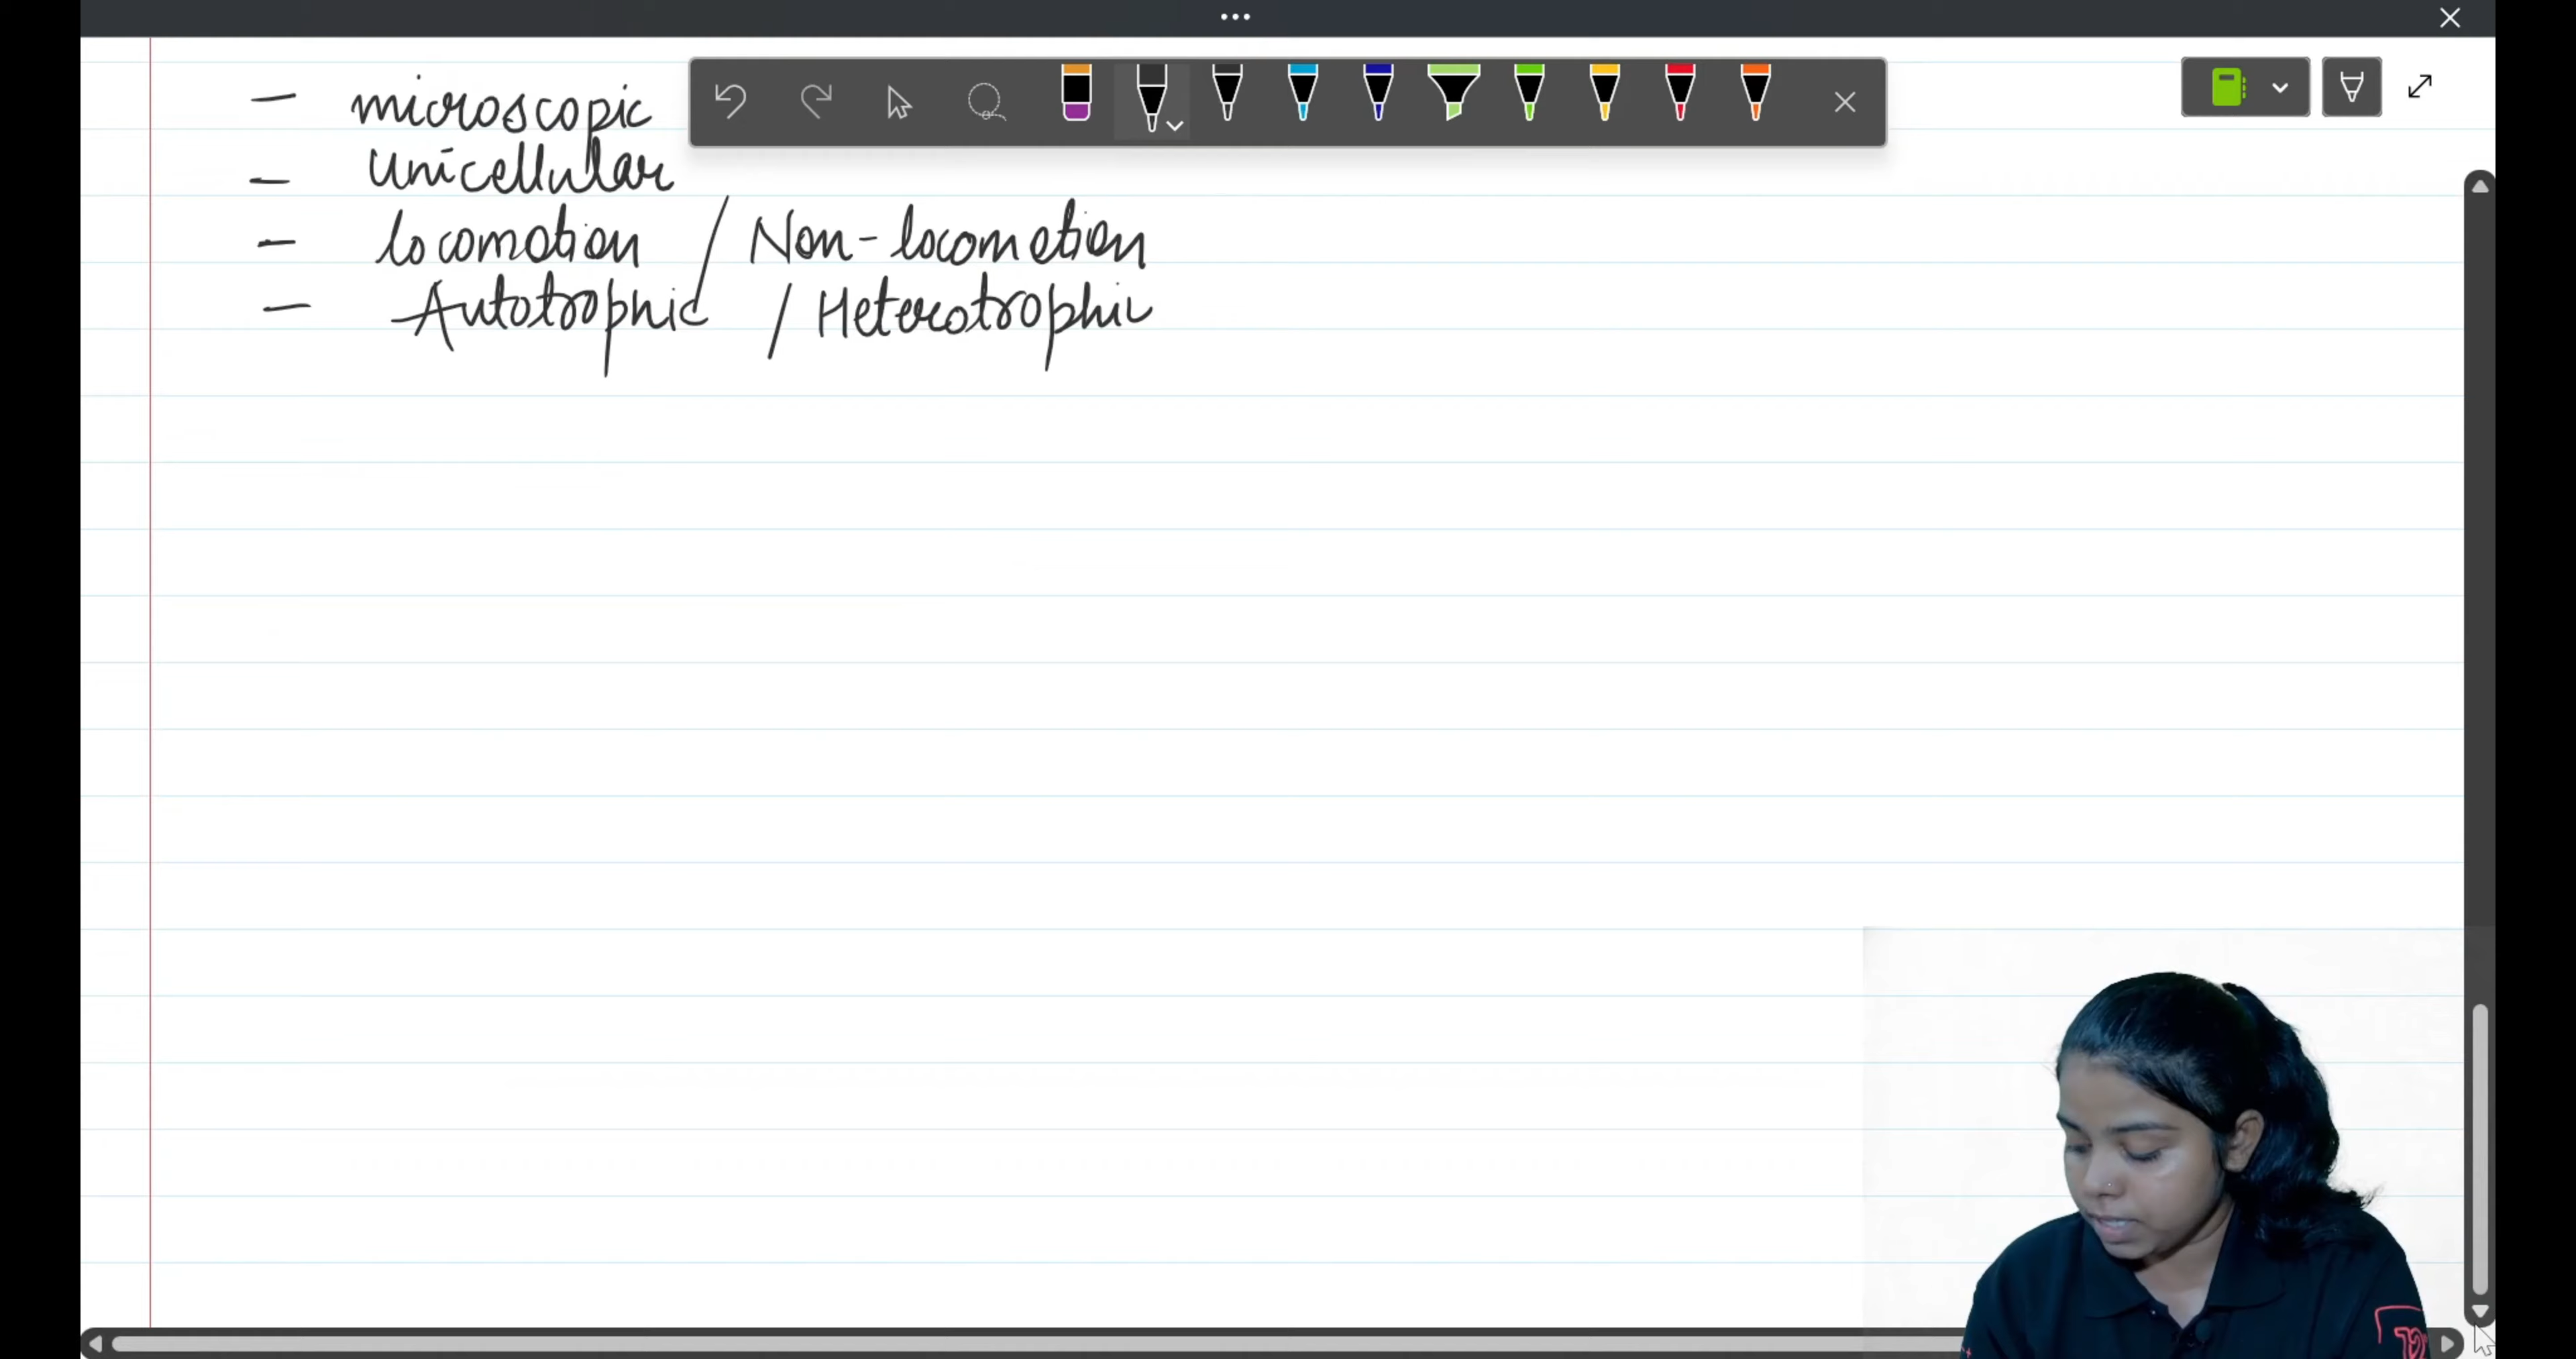 - microscopic
- Unicellular
- locomotion / Non-locomotion
- Autotrophic / Heterotrophic